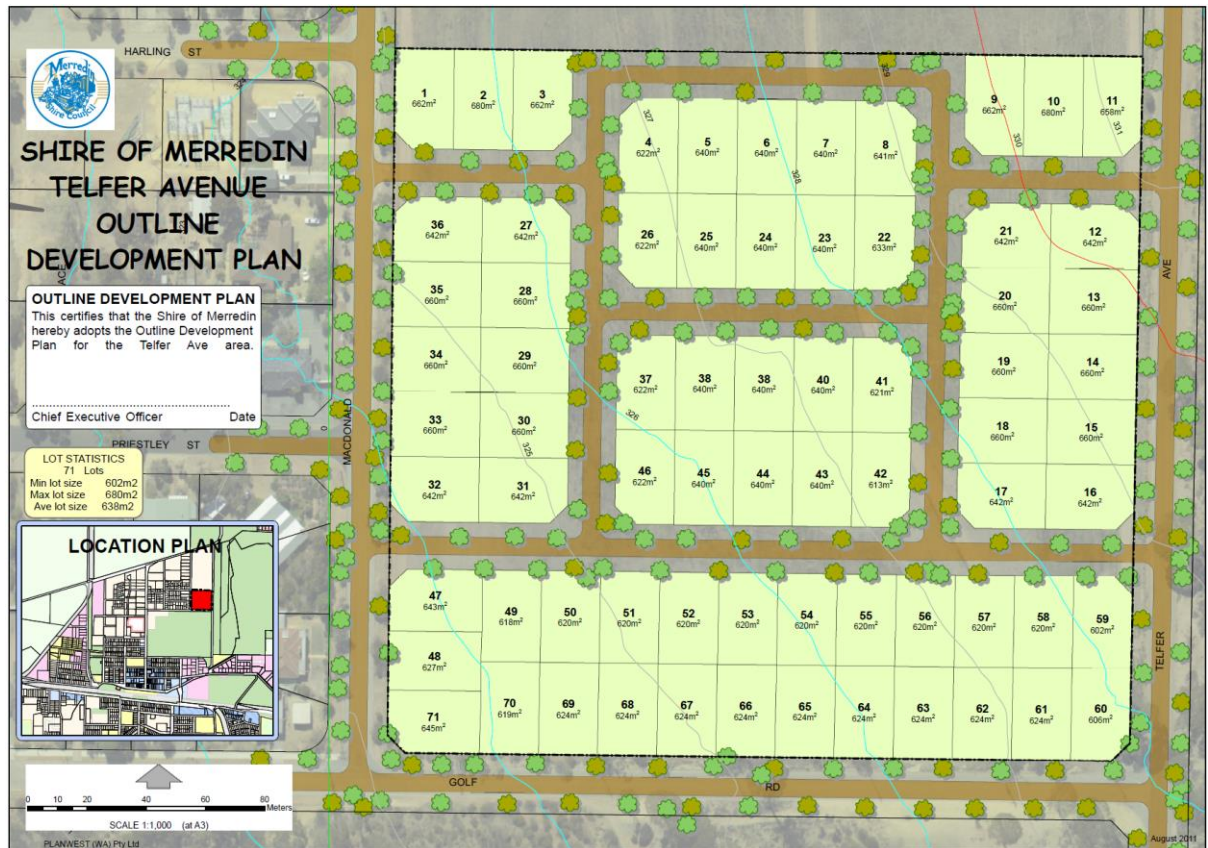 HARLING ST
Merredin
Shire Council
SHIRE OF MERREDIN
TELFER AVENUE
OUTLINE
DEVELOPMENT PLAN
OUTLINE DEVELOPMENT PLAN
This certifies that the Shire of Merredin
hereby adopts the Outline Development
Plan for the Telfer Ave area.
Chief Executive Officer Date
PRIESTLEY ST
LOT STATISTICS
71 Lots
Min lot size 602m2
Max lot size 680m2
Ave lot size 638m2
LOCATION PLAN
0 10 20 40 60 80 Meters
SCALE 1:1,000 (at A3)
PLANWEST (WA) Pty Ltd
MACDONALD
1 2 3
662m² 680m² 662m²
9 10 11
662m² 680m² 658m²
4 5 6 7 8
622m² 640m² 640m² 640m² 641m²
26 25 24 23 22
622m² 640m² 640m² 640m² 633m²
36 27
642m² 642m²
35 28
660m² 660m²
34 29
660m² 660m²
33 30
660m² 660m²
32 31
642m² 642m²
21 12
642m² 642m²
20 13
660m² 660m²
19 14
660m² 660m²
18 15
660m² 660m²
17 16
642m² 642m²
37 38 38 40 41
622m² 640m² 640m² 640m² 621m²
46 45 44 43 42
622m² 640m² 640m² 640m² 613m²
47
643m²
48
627m²
71
645m²
49 50 51 52 53 54 55 56 57 58 59
618m² 620m² 620m² 620m² 620m² 620m² 620m² 620m² 620m² 620m² 602m²
70 69 68 67 66 65 64 63 62 61 60
619m² 624m² 624m² 624m² 624m² 624m² 624m² 624m² 624m² 624m² 606m²
325
326
327
328
329
330
331
AVE
TELFER
GOLF RD
August 2011